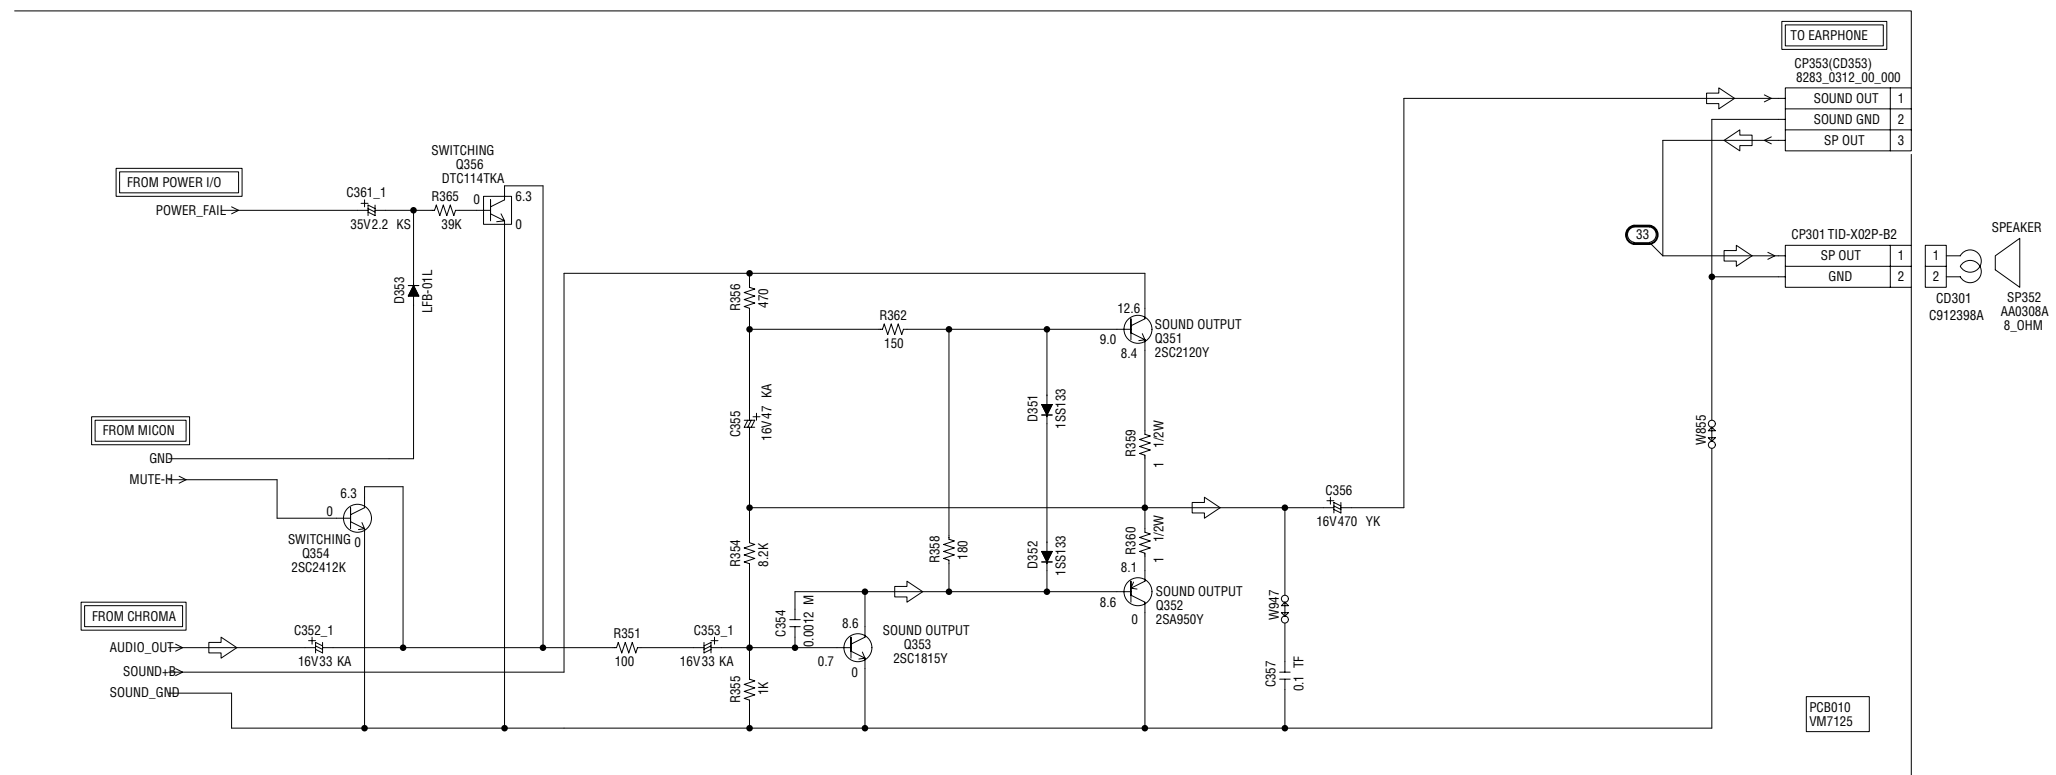 TO EARPHONE
CP353(CD353)
8283_0312_00_000
SOUND OUT 1
SOUND GND 2
SP OUT 3
SWITCHING
Q356
DTC114TKA
FROM POWER I/O
POWER_FAIL
C361_1
+
35V2.2 KS
R365
39K
0
6.3
0
D353
LFB-01L
33
CP301 TID-X02P-B2
SP OUT 1
GND 2
1
2
CD301
C912398A
SPEAKER
SP352
AA0308A
8_OHM
R356
470
R362
150
12.6
9.0
8.4
SOUND OUTPUT
Q351
2SC2120Y
C355
+
16V47 KA
D351
1SS133
R359
1/2W
1
W855
FROM MICON
GND
MUTE-H
6.3
0
0
SWITCHING
Q354
2SC2412K
C356
+
16V470 YK
R354
8.2K
R358
180
D352
1SS133
R360
1/2W
1
8.1
8.6
0
SOUND OUTPUT
Q352
2SA950Y
W947
C357
0.1 TF
FROM CHROMA
AUDIO_OUT
SOUND+B
SOUND_GND
C352_1
+
16V33 KA
R351
100
C353_1
+
16V33 KA
C354
0.0012 M
8.6
0.7
0
SOUND OUTPUT
Q353
2SC1815Y
R355
1K
PCB010
VM7125